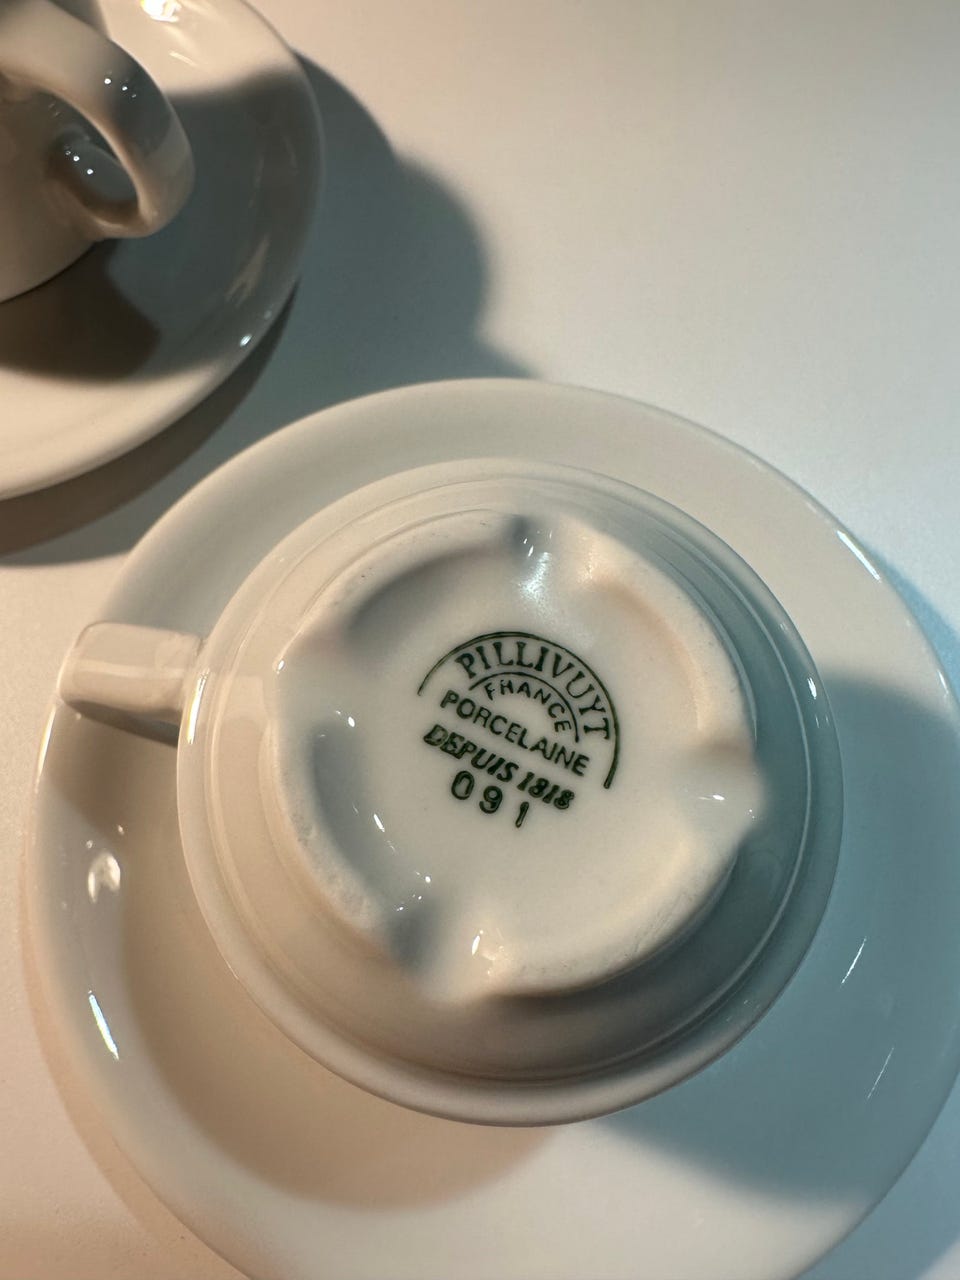 PILLIVUYT
FRANCE
PORCELAINE
DEPUIS 1818
091